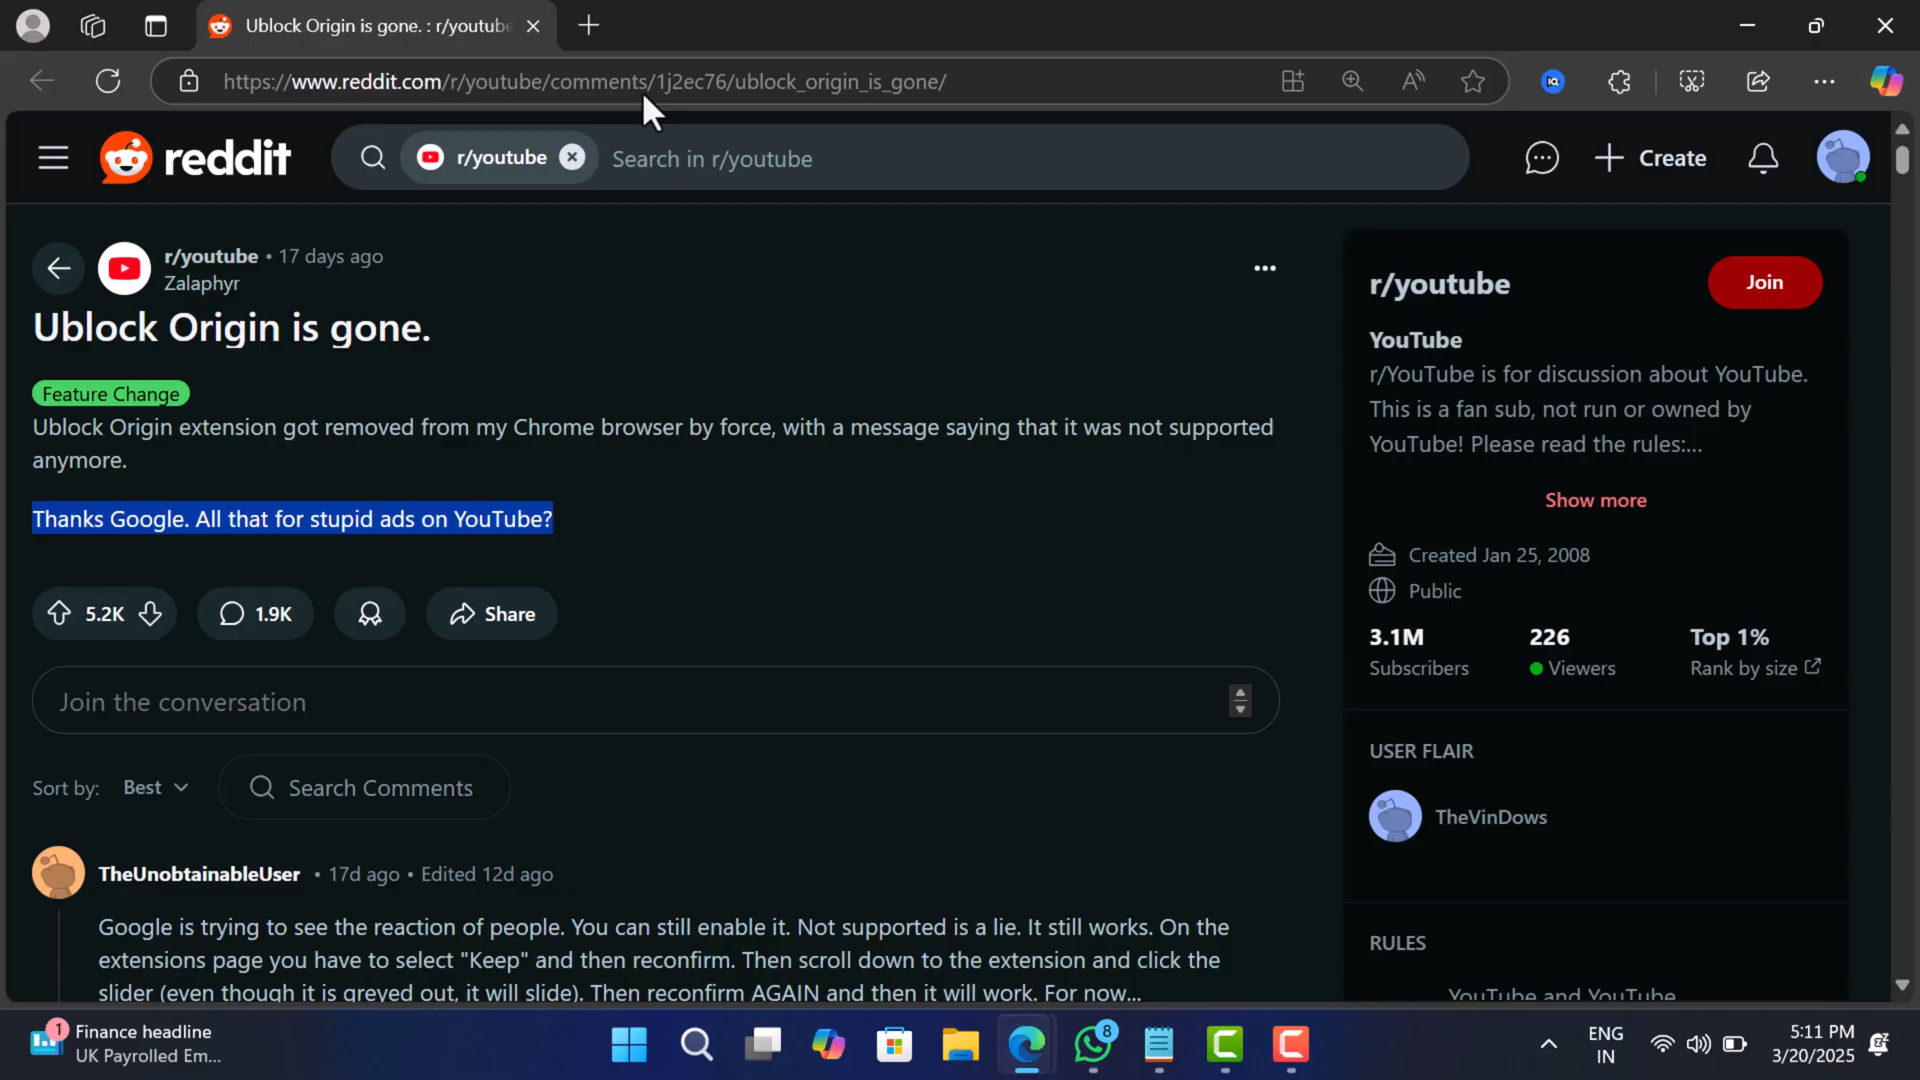 Ublock Origin is gone. : r/youtube
https://www.reddit.com/r/youtube/comments/1j2ec76/ublock_origin_is_gone/
reddit
r/youtube
Search in r/youtube
Create
r/youtube • 17 days ago
Zalaphyr
Ublock Origin is gone.
Feature Change
Ublock Origin extension got removed from my Chrome browser by force, with a message saying that it was not supported
anymore.
Thanks Google. All that for stupid ads on YouTube?
5.2K
1.9K
Share
Join the conversation
Sort by: Best
Search Comments
TheUnobtainableUser • 17d ago • Edited 12d ago
Google is trying to see the reaction of people. You can still enable it. Not supported is a lie. It still works. On the
extensions page you have to select "Keep" and then reconfirm. Then scroll down to the extension and click the
slider (even though it is greyed out, it will slide). Then reconfirm AGAIN and then it will work. For now...
r/youtube
Join
YouTube
r/YouTube is for discussion about YouTube.
This is a fan sub, not run or owned by
YouTube! Please read the rules:...
Show more
Created Jan 25, 2008
Public
3.1M 226 Top 1%
Subscribers Viewers Rank by size
USER FLAIR
TheVinDows
RULES
YouTube and YouTube
1
Finance headline
UK Payrolled Em...
8
ENG
IN
5:11 PM
3/20/2025